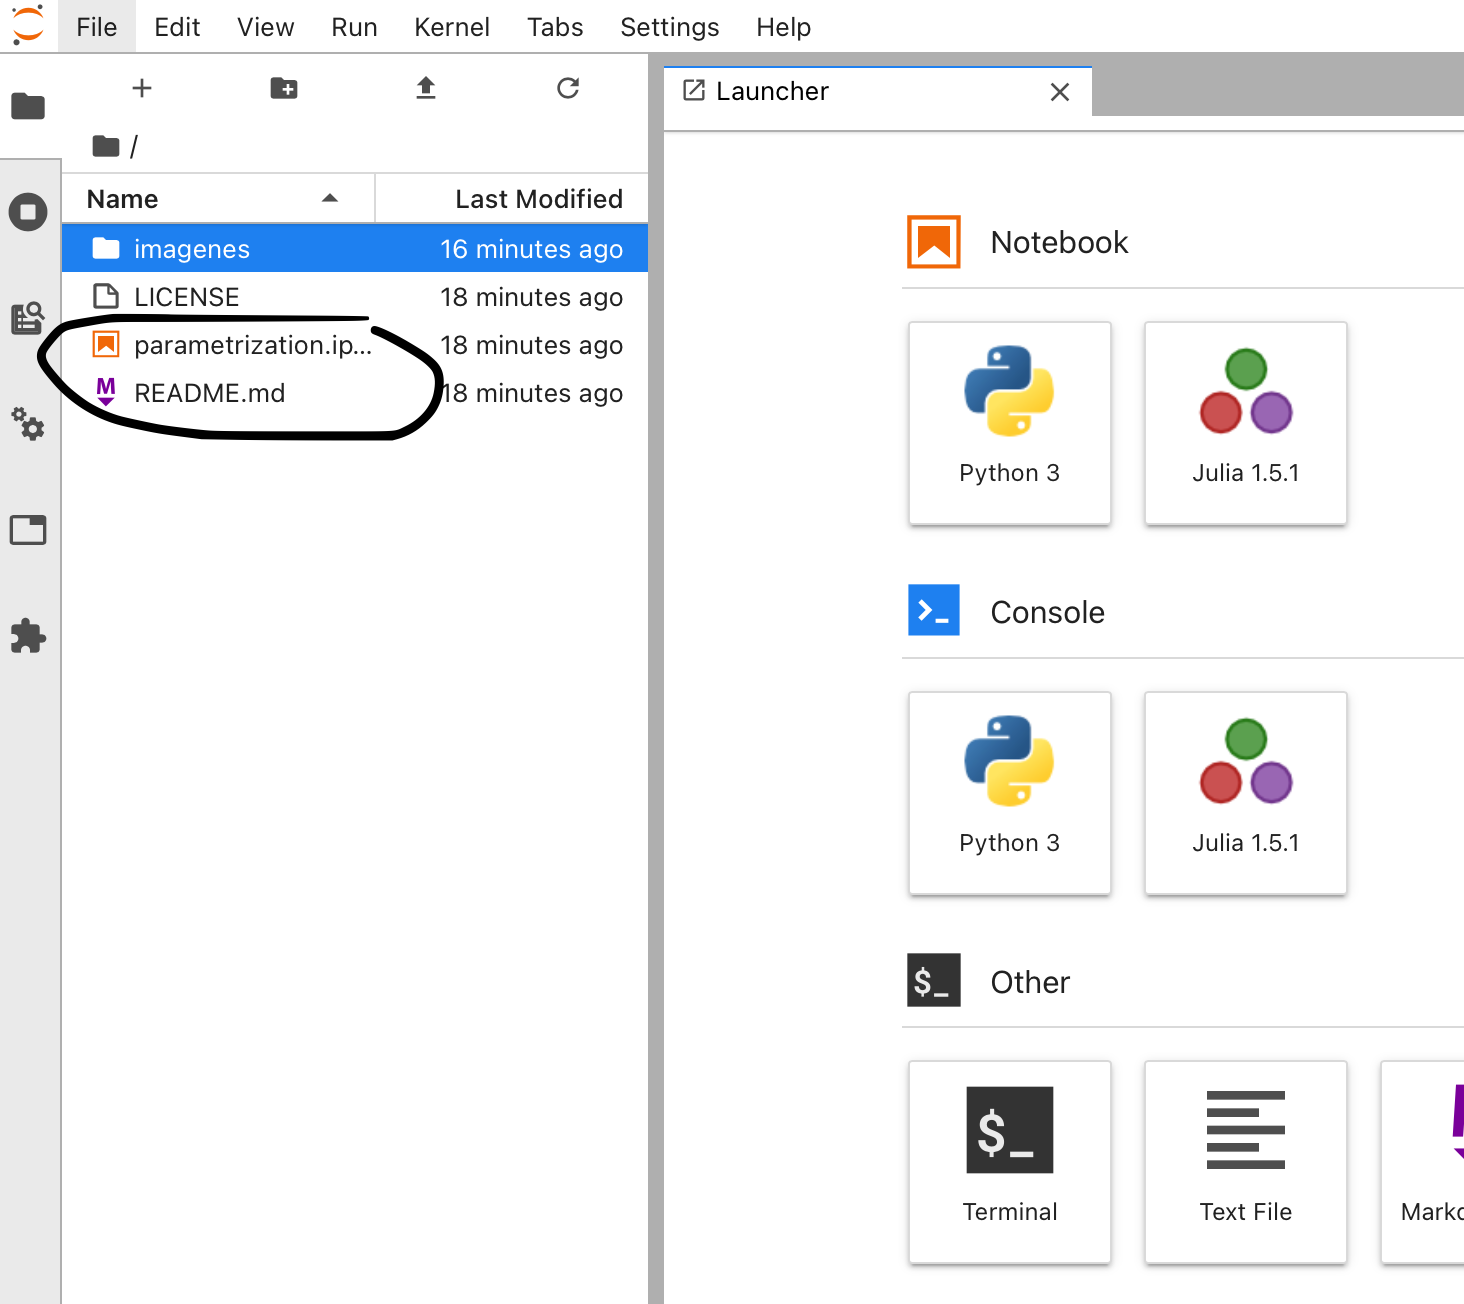 File Edit View Run Kernel Tabs Settings Help
Launcher
/
Name Last Modified
imagenes 16 minutes ago
LICENSE 18 minutes ago
parametrization.ip... 18 minutes ago
README.md 18 minutes ago
Notebook
Python 3 Julia 1.5.1
Console
Python 3 Julia 1.5.1
$_ Other
$_
Terminal Text File